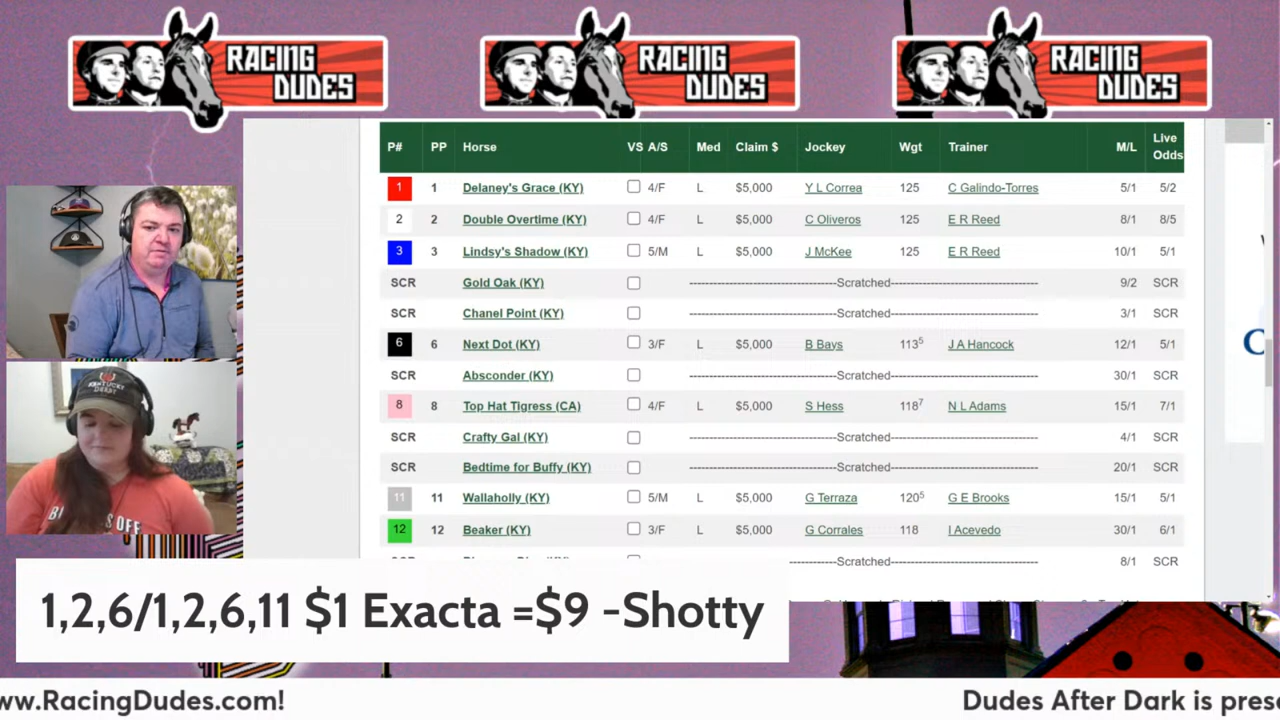 RACING DUDES
RACING DUDES
RACING DUDES
P# PP Horse VS A/S Med Claim $ Jockey Wgt Trainer M/L Live Odds
1 1 Delaney's Grace (KY) 4/F L $5,000 Y L Correa 125 C Galindo-Torres 5/1 5/2
2 2 Double Overtime (KY) 4/F L $5,000 C Oliveros 125 E R Reed 8/1 8/5
3 3 Lindsy's Shadow (KY) 5/M L $5,000 J McKee 125 E R Reed 10/1 5/1
SCR Gold Oak (KY) ---Scratched--- 9/2 SCR
SCR Chanel Point (KY) ---Scratched--- 3/1 SCR
6 6 Next Dot (KY) 3/F L $5,000 B Bays 113⁵ J A Hancock 12/1 5/1
SCR Absconder (KY) ---Scratched--- 30/1 SCR
8 8 Top Hat Tigress (CA) 4/F L $5,000 S Hess 118⁷ N L Adams 15/1 7/1
SCR Crafty Gal (KY) ---Scratched--- 4/1 SCR
SCR Bedtime for Buffy (KY) ---Scratched--- 20/1 SCR
11 11 Wallaholly (KY) 5/M L $5,000 G Terraza 120⁵ G E Brooks 15/1 5/1
12 12 Beaker (KY) 3/F L $5,000 G Corrales 118 I Acevedo 30/1 6/1
---Scratched--- 8/1 SCR
KENTUCKY DERBY
1,2,6/1,2,6,11 $1 Exacta =$9 -Shotty
ww.RacingDudes.com!
Dudes After Dark is prese